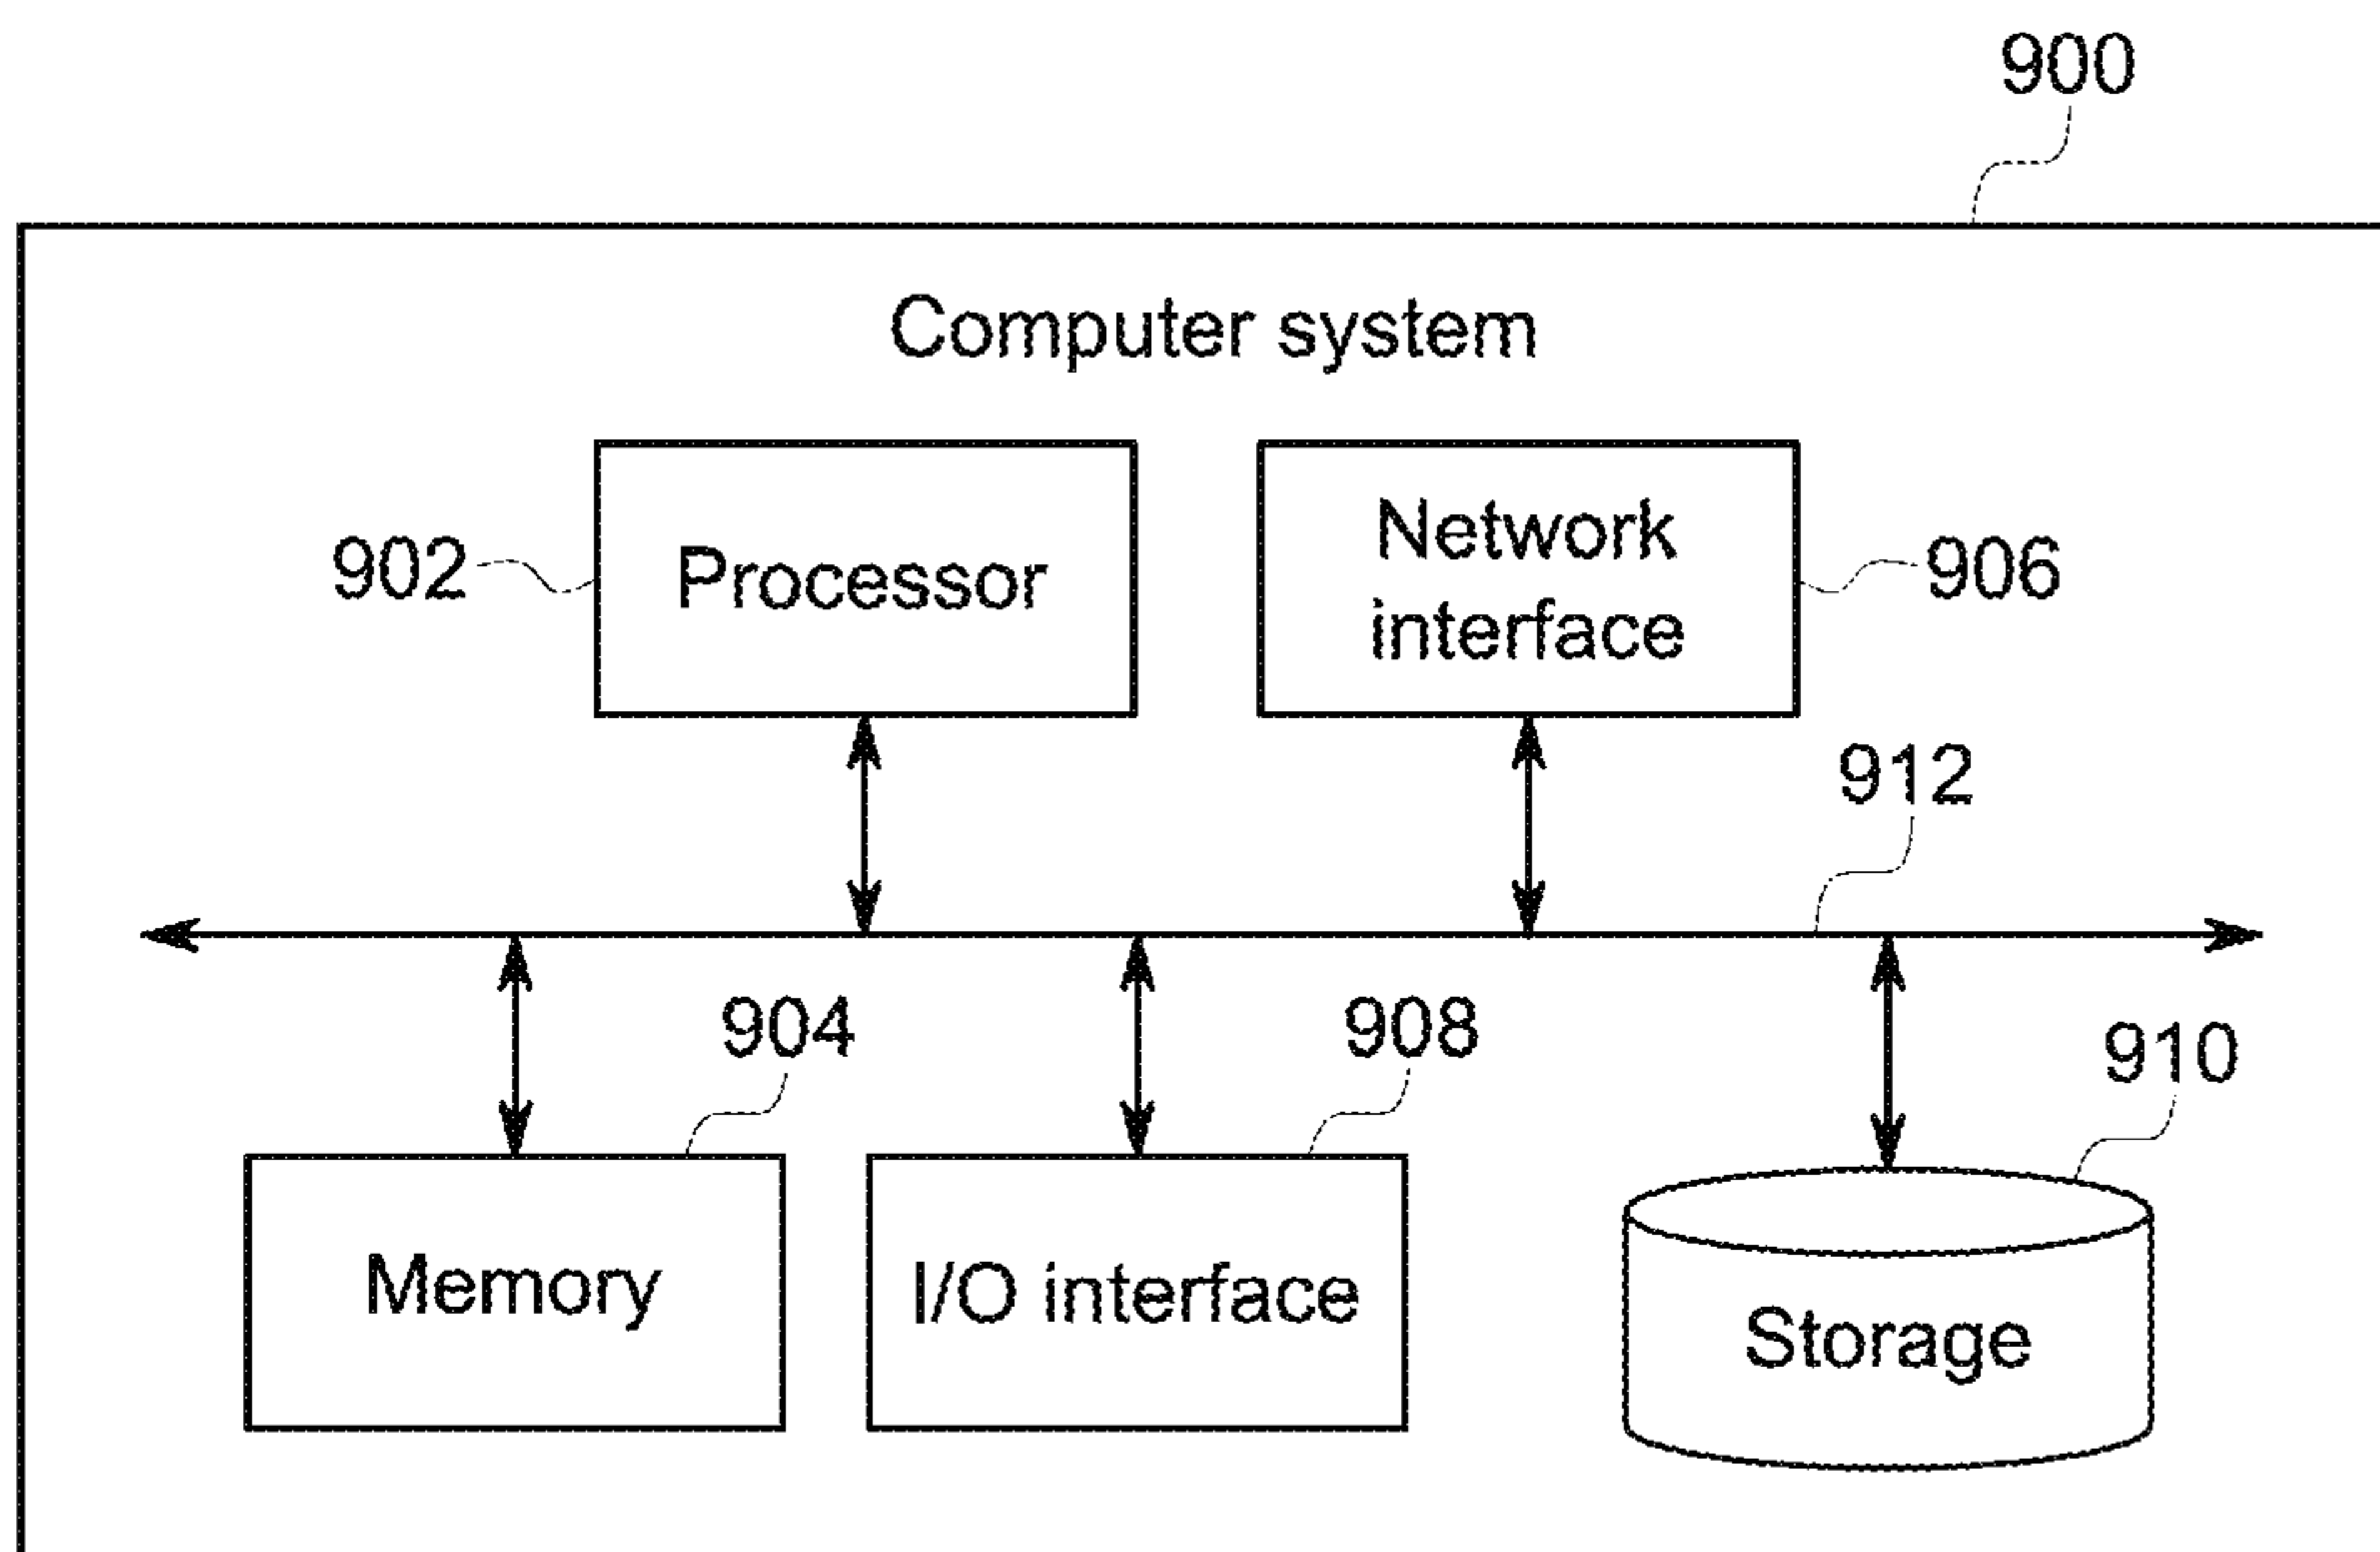 900
Computer system
902
Processor
Network
interface
906
912
904
908
910
Memory
I/O interface
Storage